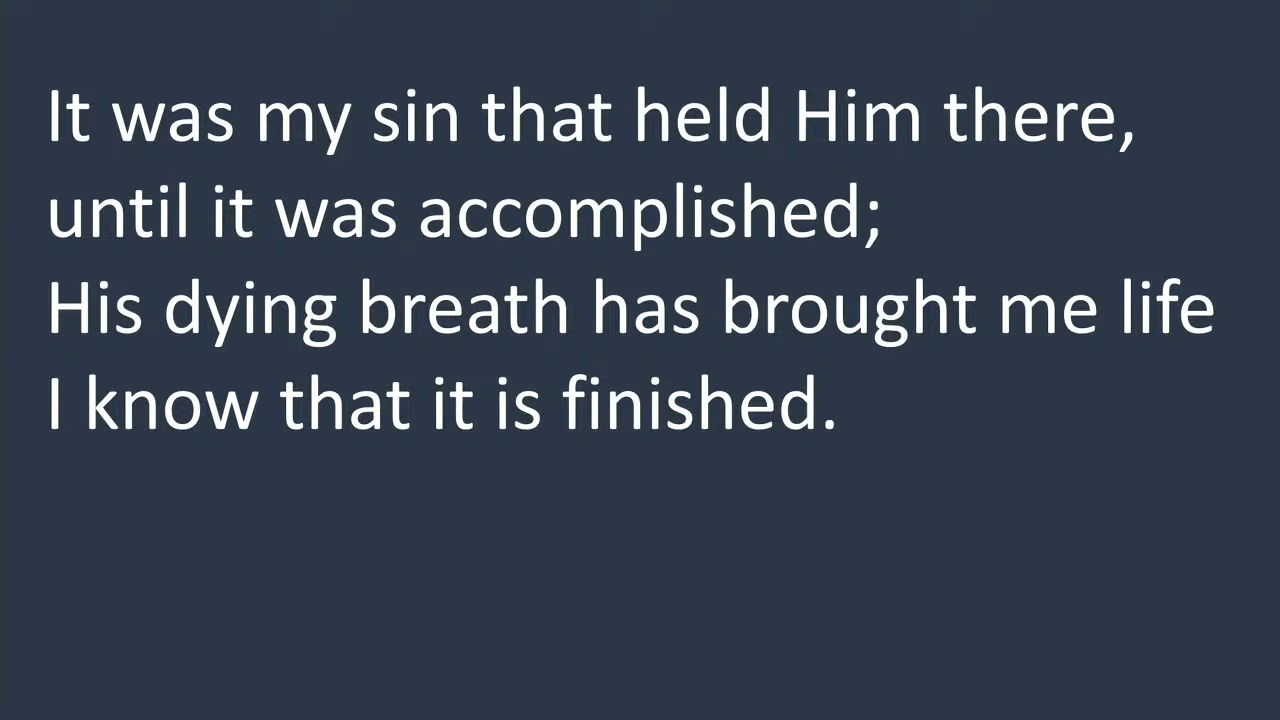 It was my sin that held Him there,
until it was accomplished;
His dying breath has brought me life
I know that it is finished.